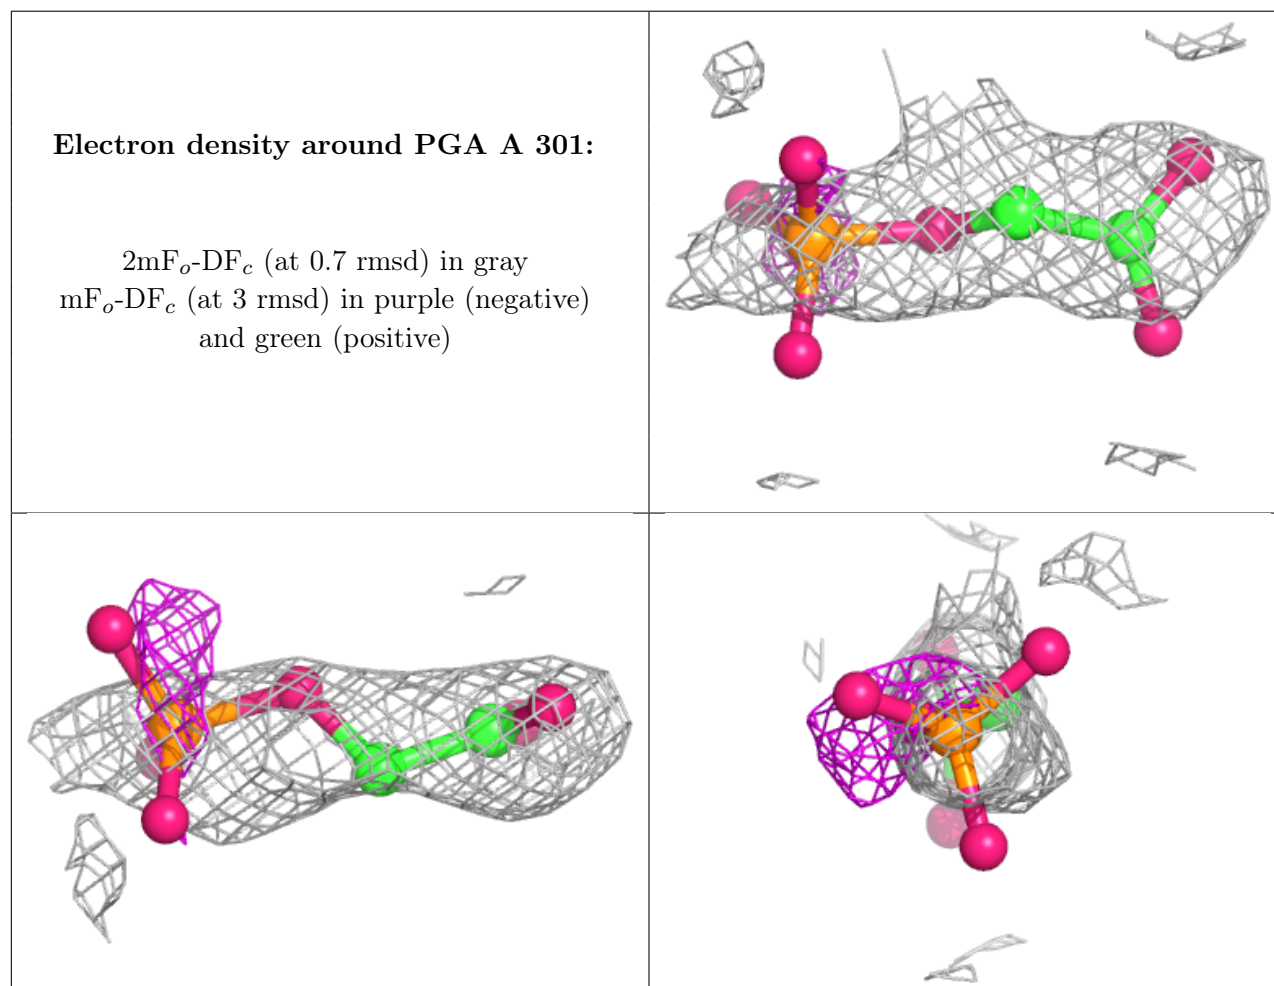 Electron density around PGA A 301:
2mFo-DFc (at 0.7 rmsd) in gray
mFo-DFc (at 3 rmsd) in purple (negative)
and green (positive)